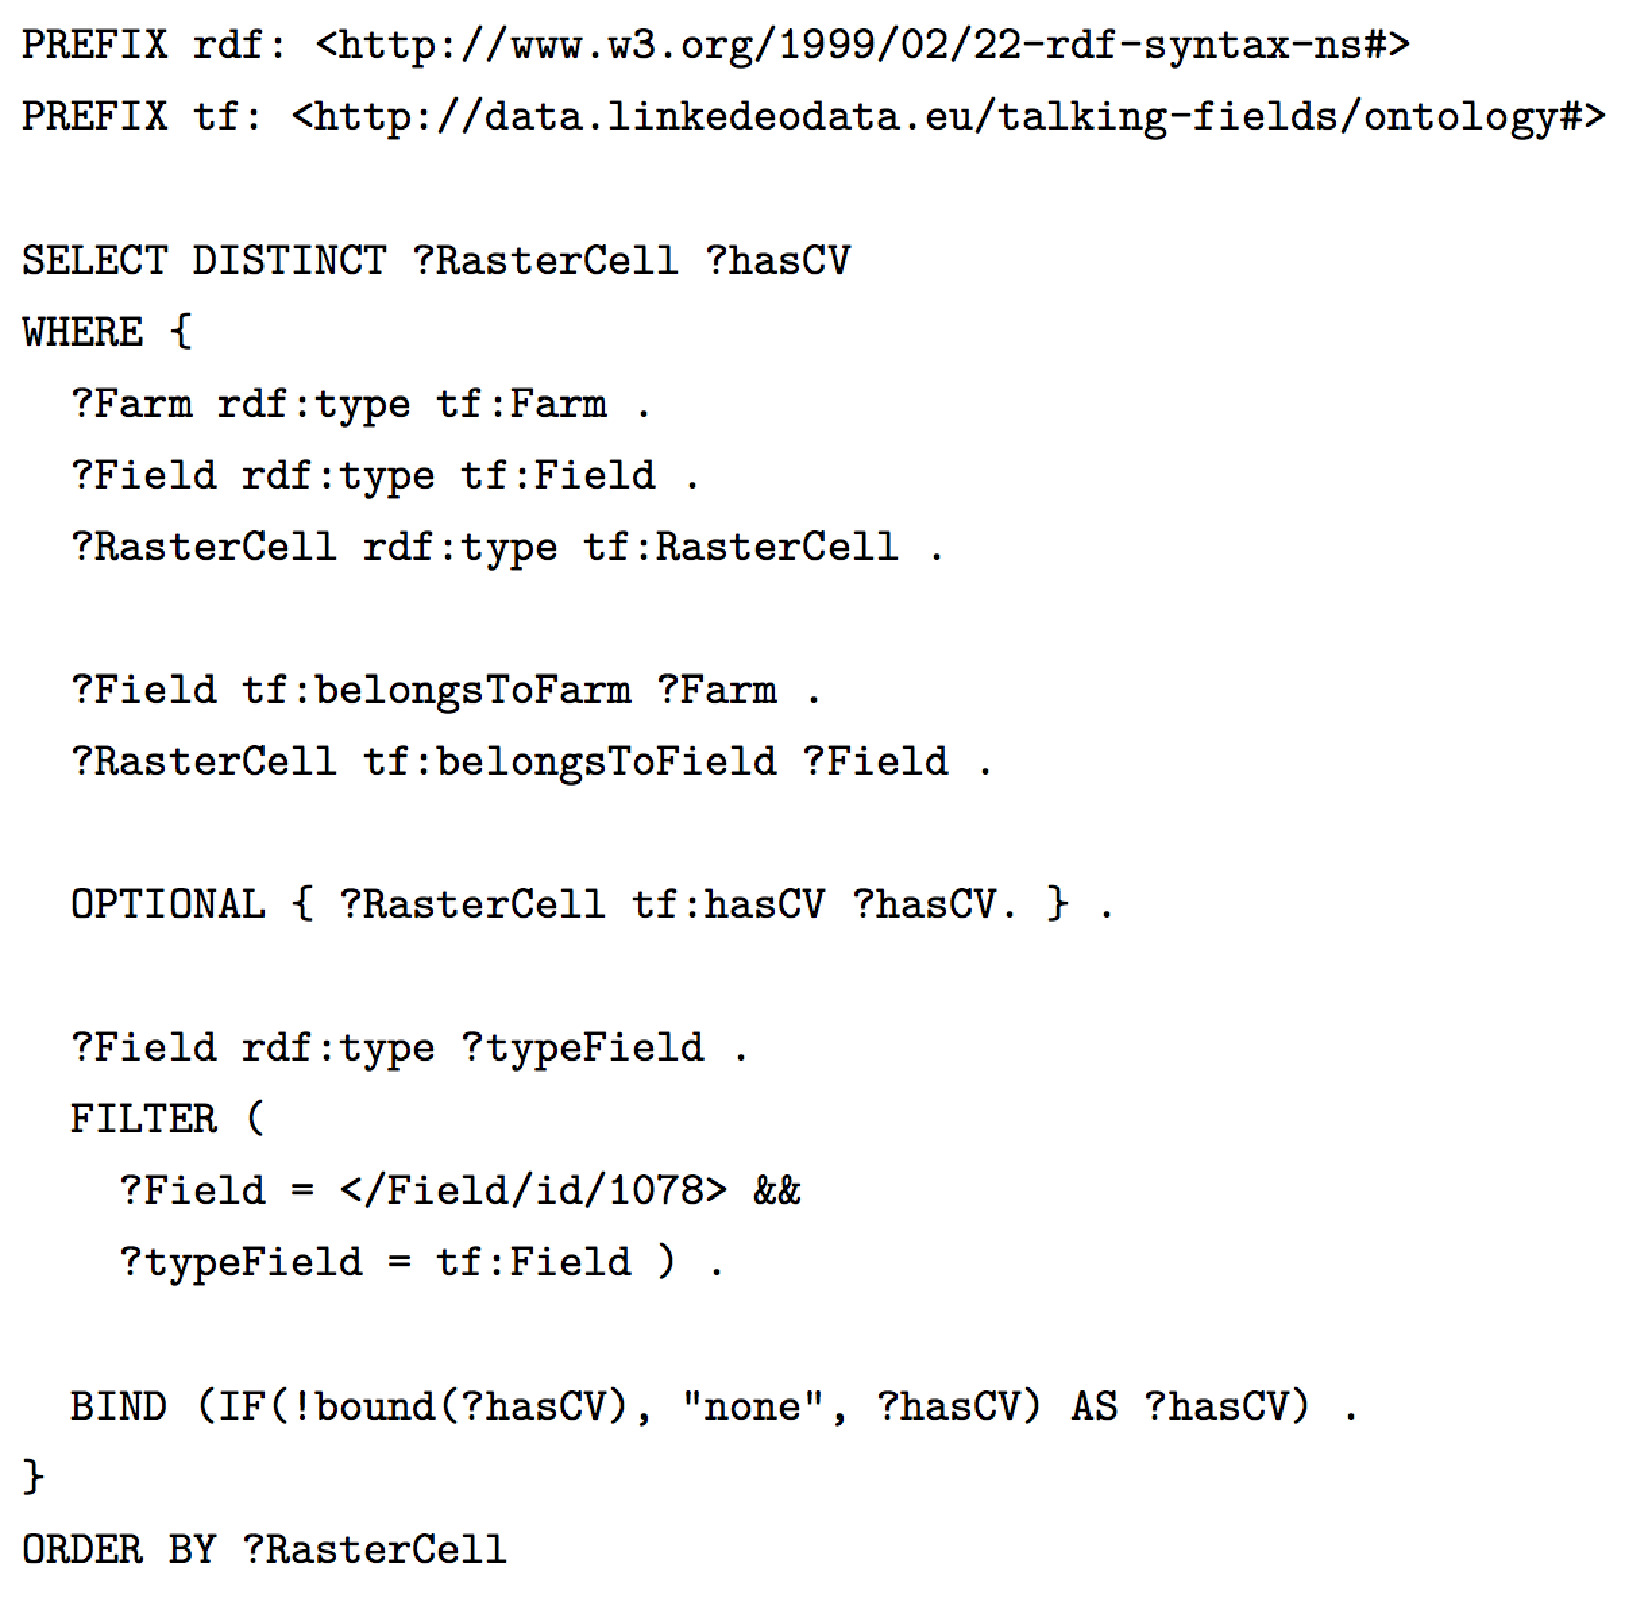 PREFIX rdf: <http://www.w3.org/1999/02/22-rdf-syntax-ns#>
PREFIX tf: <http://data.linkedeodata.eu/talking-fields/ontology#>
SELECT DISTINCT ?RasterCell ?hasCV
WHERE {
?Farm rdf:type tf:Farm .
?Field rdf:type tf:Field .
?RasterCell rdf:type tf:RasterCell .
?Field tf:belongsToFarm ?Farm .
?RasterCell tf:belongsToField ?Field .
OPTIONAL { ?RasterCell tf:hasCV ?hasCV. } .
?Field rdf:type ?typeField .
FILTER (
?Field = </Field/id/1078> &&
?typeField = tf:Field ) .
BIND (IF(!bound(?hasCV), "none", ?hasCV) AS ?hasCV) .
}
ORDER BY ?RasterCell